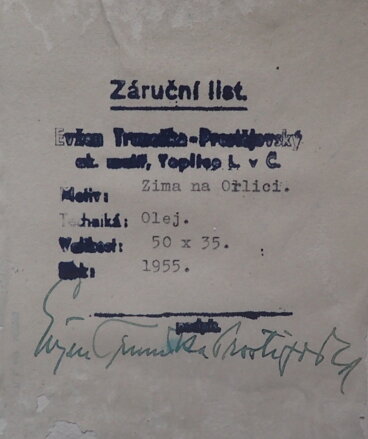 Záruční list.
Evžen Trunečka-Prostějovský
ak. malíř, Teplice L. v Č.
Motiv: Zima na Orlici.
Technika: Olej.
Velikost: 50 x 35.
Rok: 1955.
podpis.